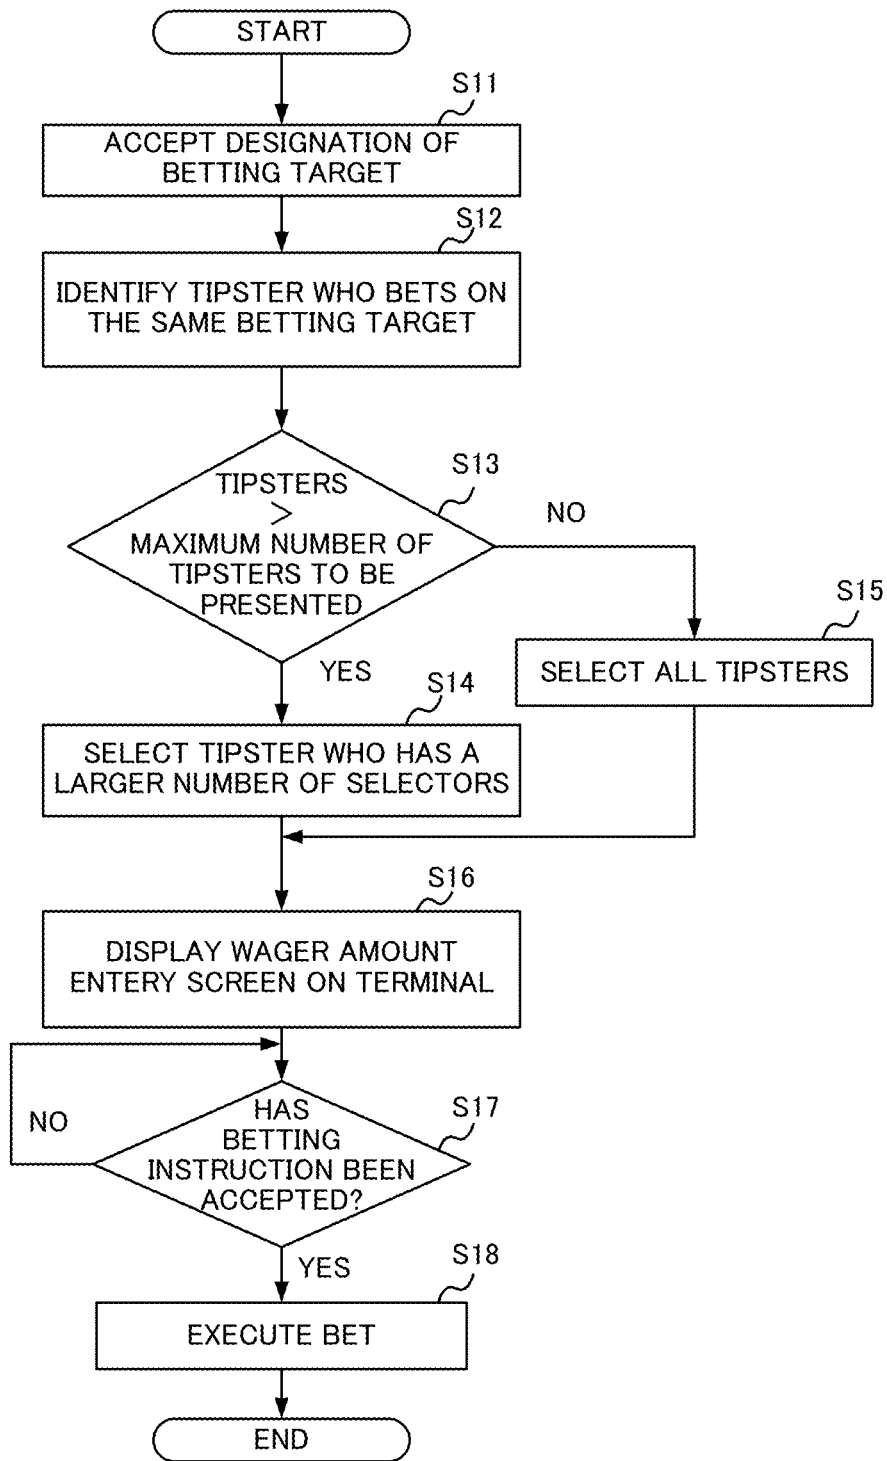 START
S11
ACCEPT DESIGNATION OF
BETTING TARGET
S12
IDENTIFY TIPSTER WHO BETS ON
THE SAME BETTING TARGET
S13
TIPSTERS
>
MAXIMUM NUMBER OF
TIPSTERS TO BE
PRESENTED
NO
YES
S15
SELECT ALL TIPSTERS
S14
SELECT TIPSTER WHO HAS A
LARGER NUMBER OF SELECTORS
S16
DISPLAY WAGER AMOUNT
ENTERY SCREEN ON TERMINAL
S17
HAS
BETTING
INSTRUCTION BEEN
ACCEPTED?
NO
YES
S18
EXECUTE BET
END